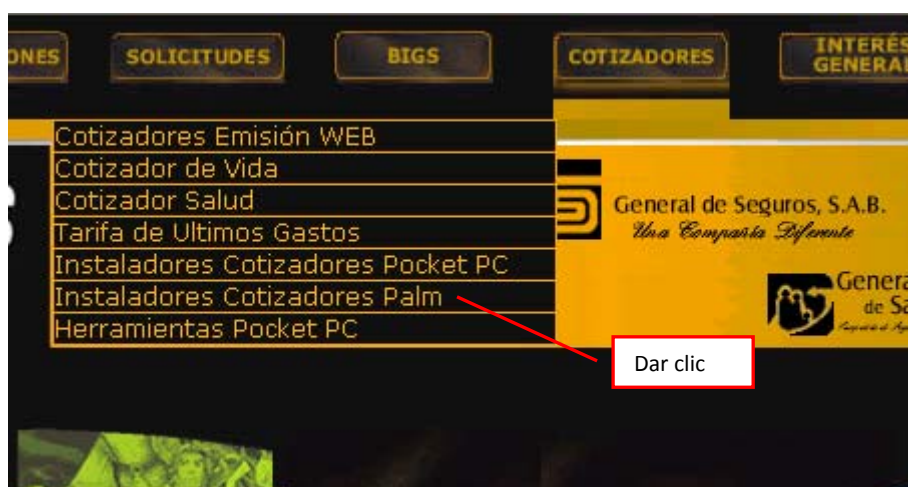 SOLICITUDES
BIGS
COTIZADORES
INTERÉS
GENERAL
Cotizadores Emisión WEB
Cotizador de Vida
Cotizador Salud
Tarifa de Ultimos Gastos
Instaladores Cotizadores Pocket PC
Instaladores Cotizadores Palm
Herramientas Pocket PC
General de Seguros, S.A.B.
Una Compañía Diferente
Genera
de Sa
Dar clic